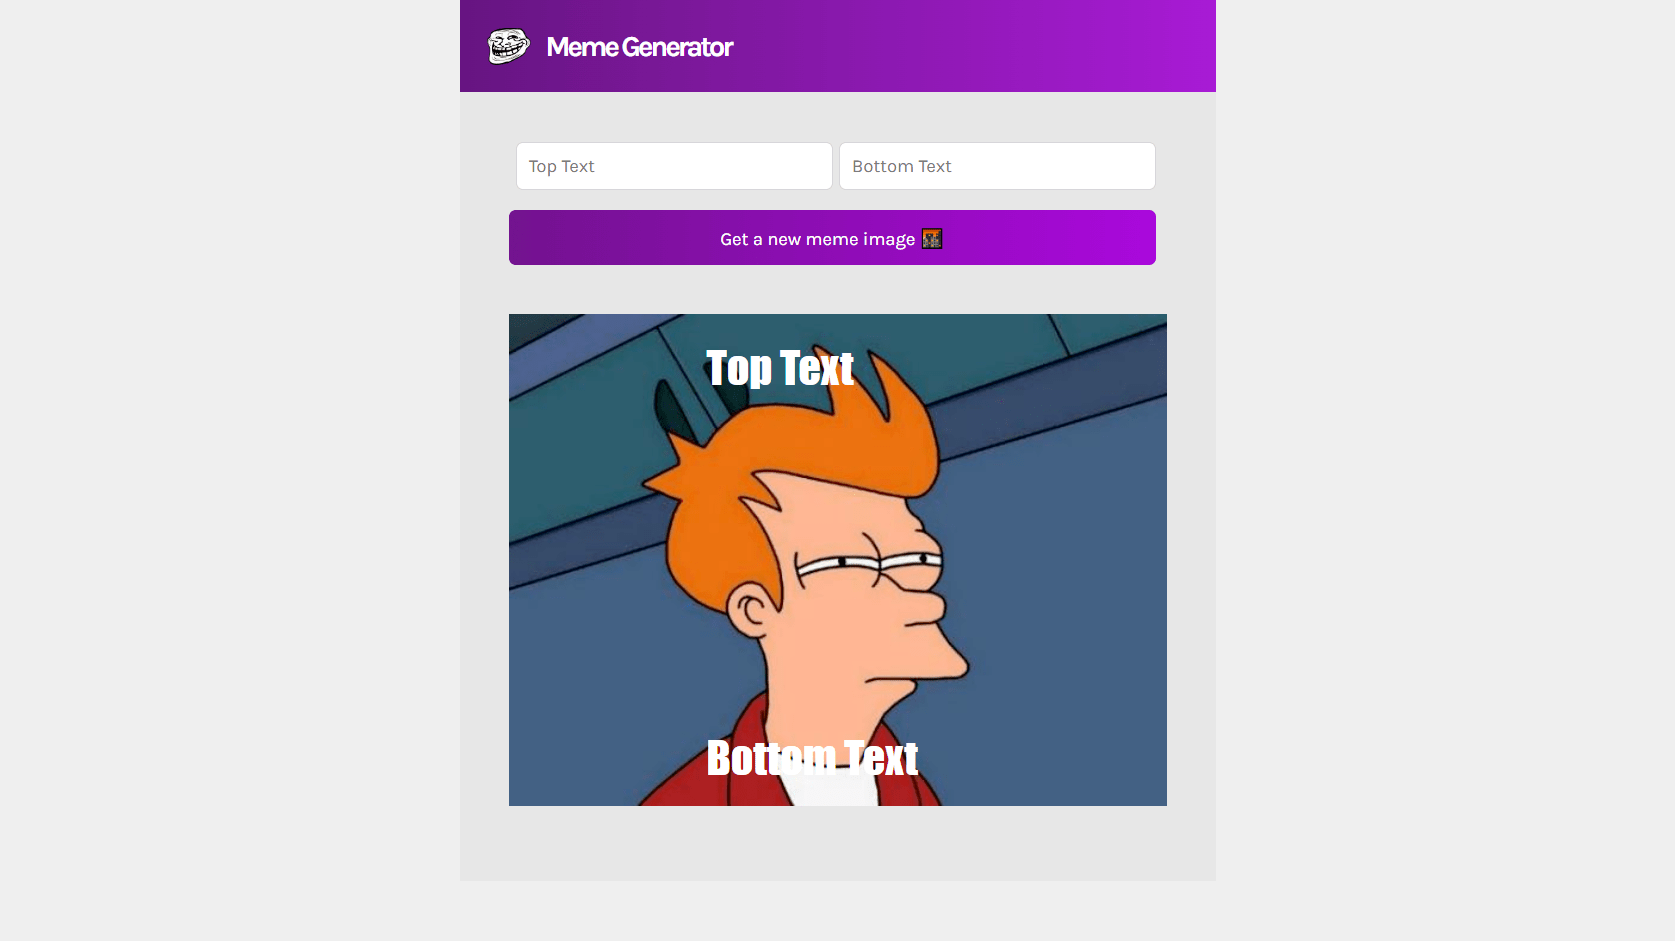 Meme Generator
Top Text
Bottom Text
Get a new meme image
Top Text
Bottom Text